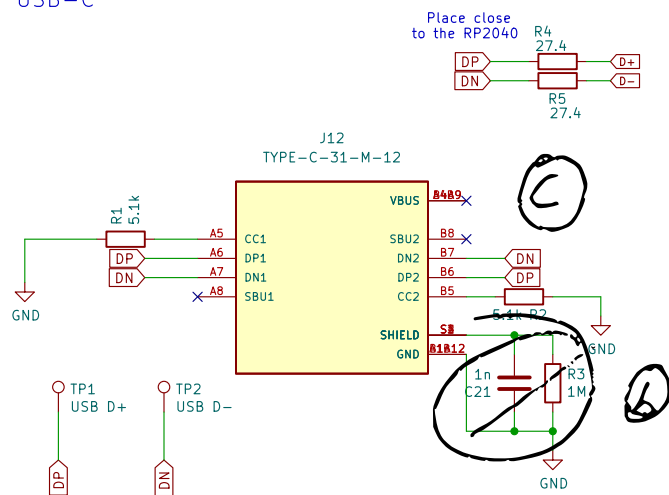 USB-C
Place close
to the RP2040
R4
27.4
DP
D+
DN
D-
R5
27.4
J12
TYPE-C-31-M-12
C
R1
5.1k
VBUS
A5
CC1
SBU2
B8
DP
A6
DP1
DN2
B7
DN
DN
A7
DN1
DP2
B6
DP
A8
SBU1
CC2
B5
5.1k R2
GND
SHIELD
GND
GND
1n
C21
R3
1M
TP1
USB D+
TP2
USB D-
DP
DN
GND